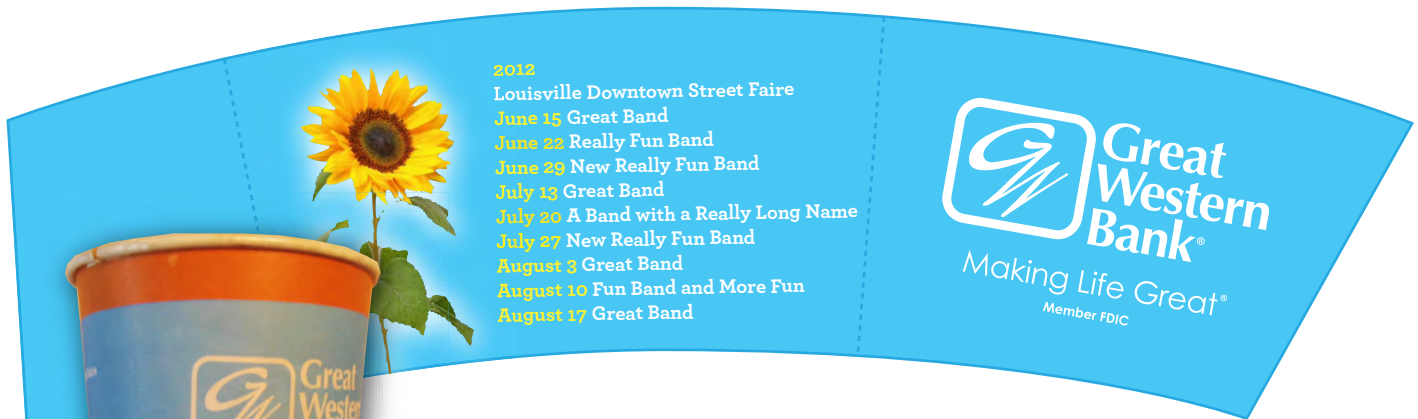 2012
Louisville Downtown Street Faire
June 15 Great Band
June 22 Really Fun Band
June 29 New Really Fun Band
July 13 Great Band
July 20 A Band with a Really Long Name
July 27 New Really Fun Band
August 3 Great Band
August 10 Fun Band and More Fun
August 17 Great Band
GW
Great
Western
Bank®
Making Life Great®
Member FDIC
GW
Great
Wester